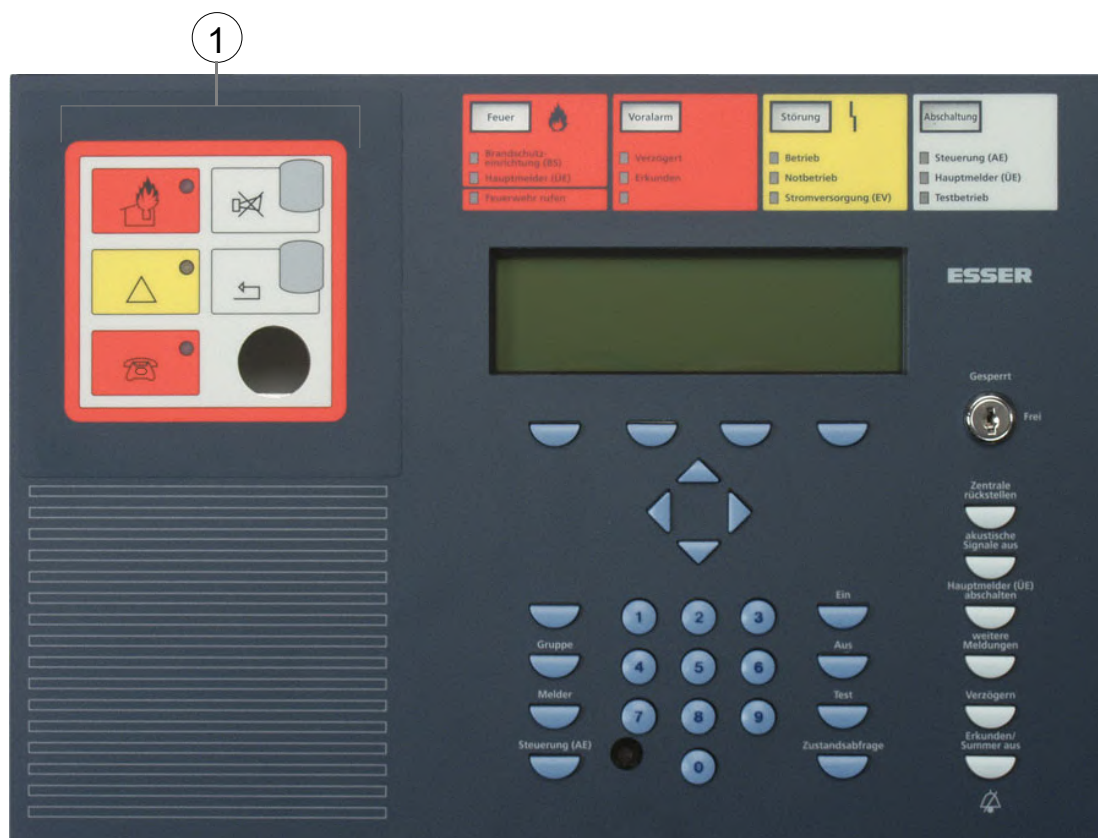 1
Feuer
Brandschutz-
einrichtung (BS)
Hauptmelder (ÜE)
Feuerwehr rufen
Voralarm
Verzögert
Erkunden
Störung
Betrieb
Notbetrieb
Stromversorgung (EV)
Abschaltung
Steuerung (AE)
Hauptmelder (ÜE)
Testbetrieb
ESSER
Gesperrt
Frei
Zentrale
rückstellen
akustische
Signale aus
Hauptmelder (ÜE)
abschalten
weitere
Meldungen
Verzögern
Erkunden/
Summer aus
Gruppe
Melder
Steuerung (AE)
1 2 3
4 5 6
7 8 9
0
Ein
Aus
Test
Zustandsabfrage